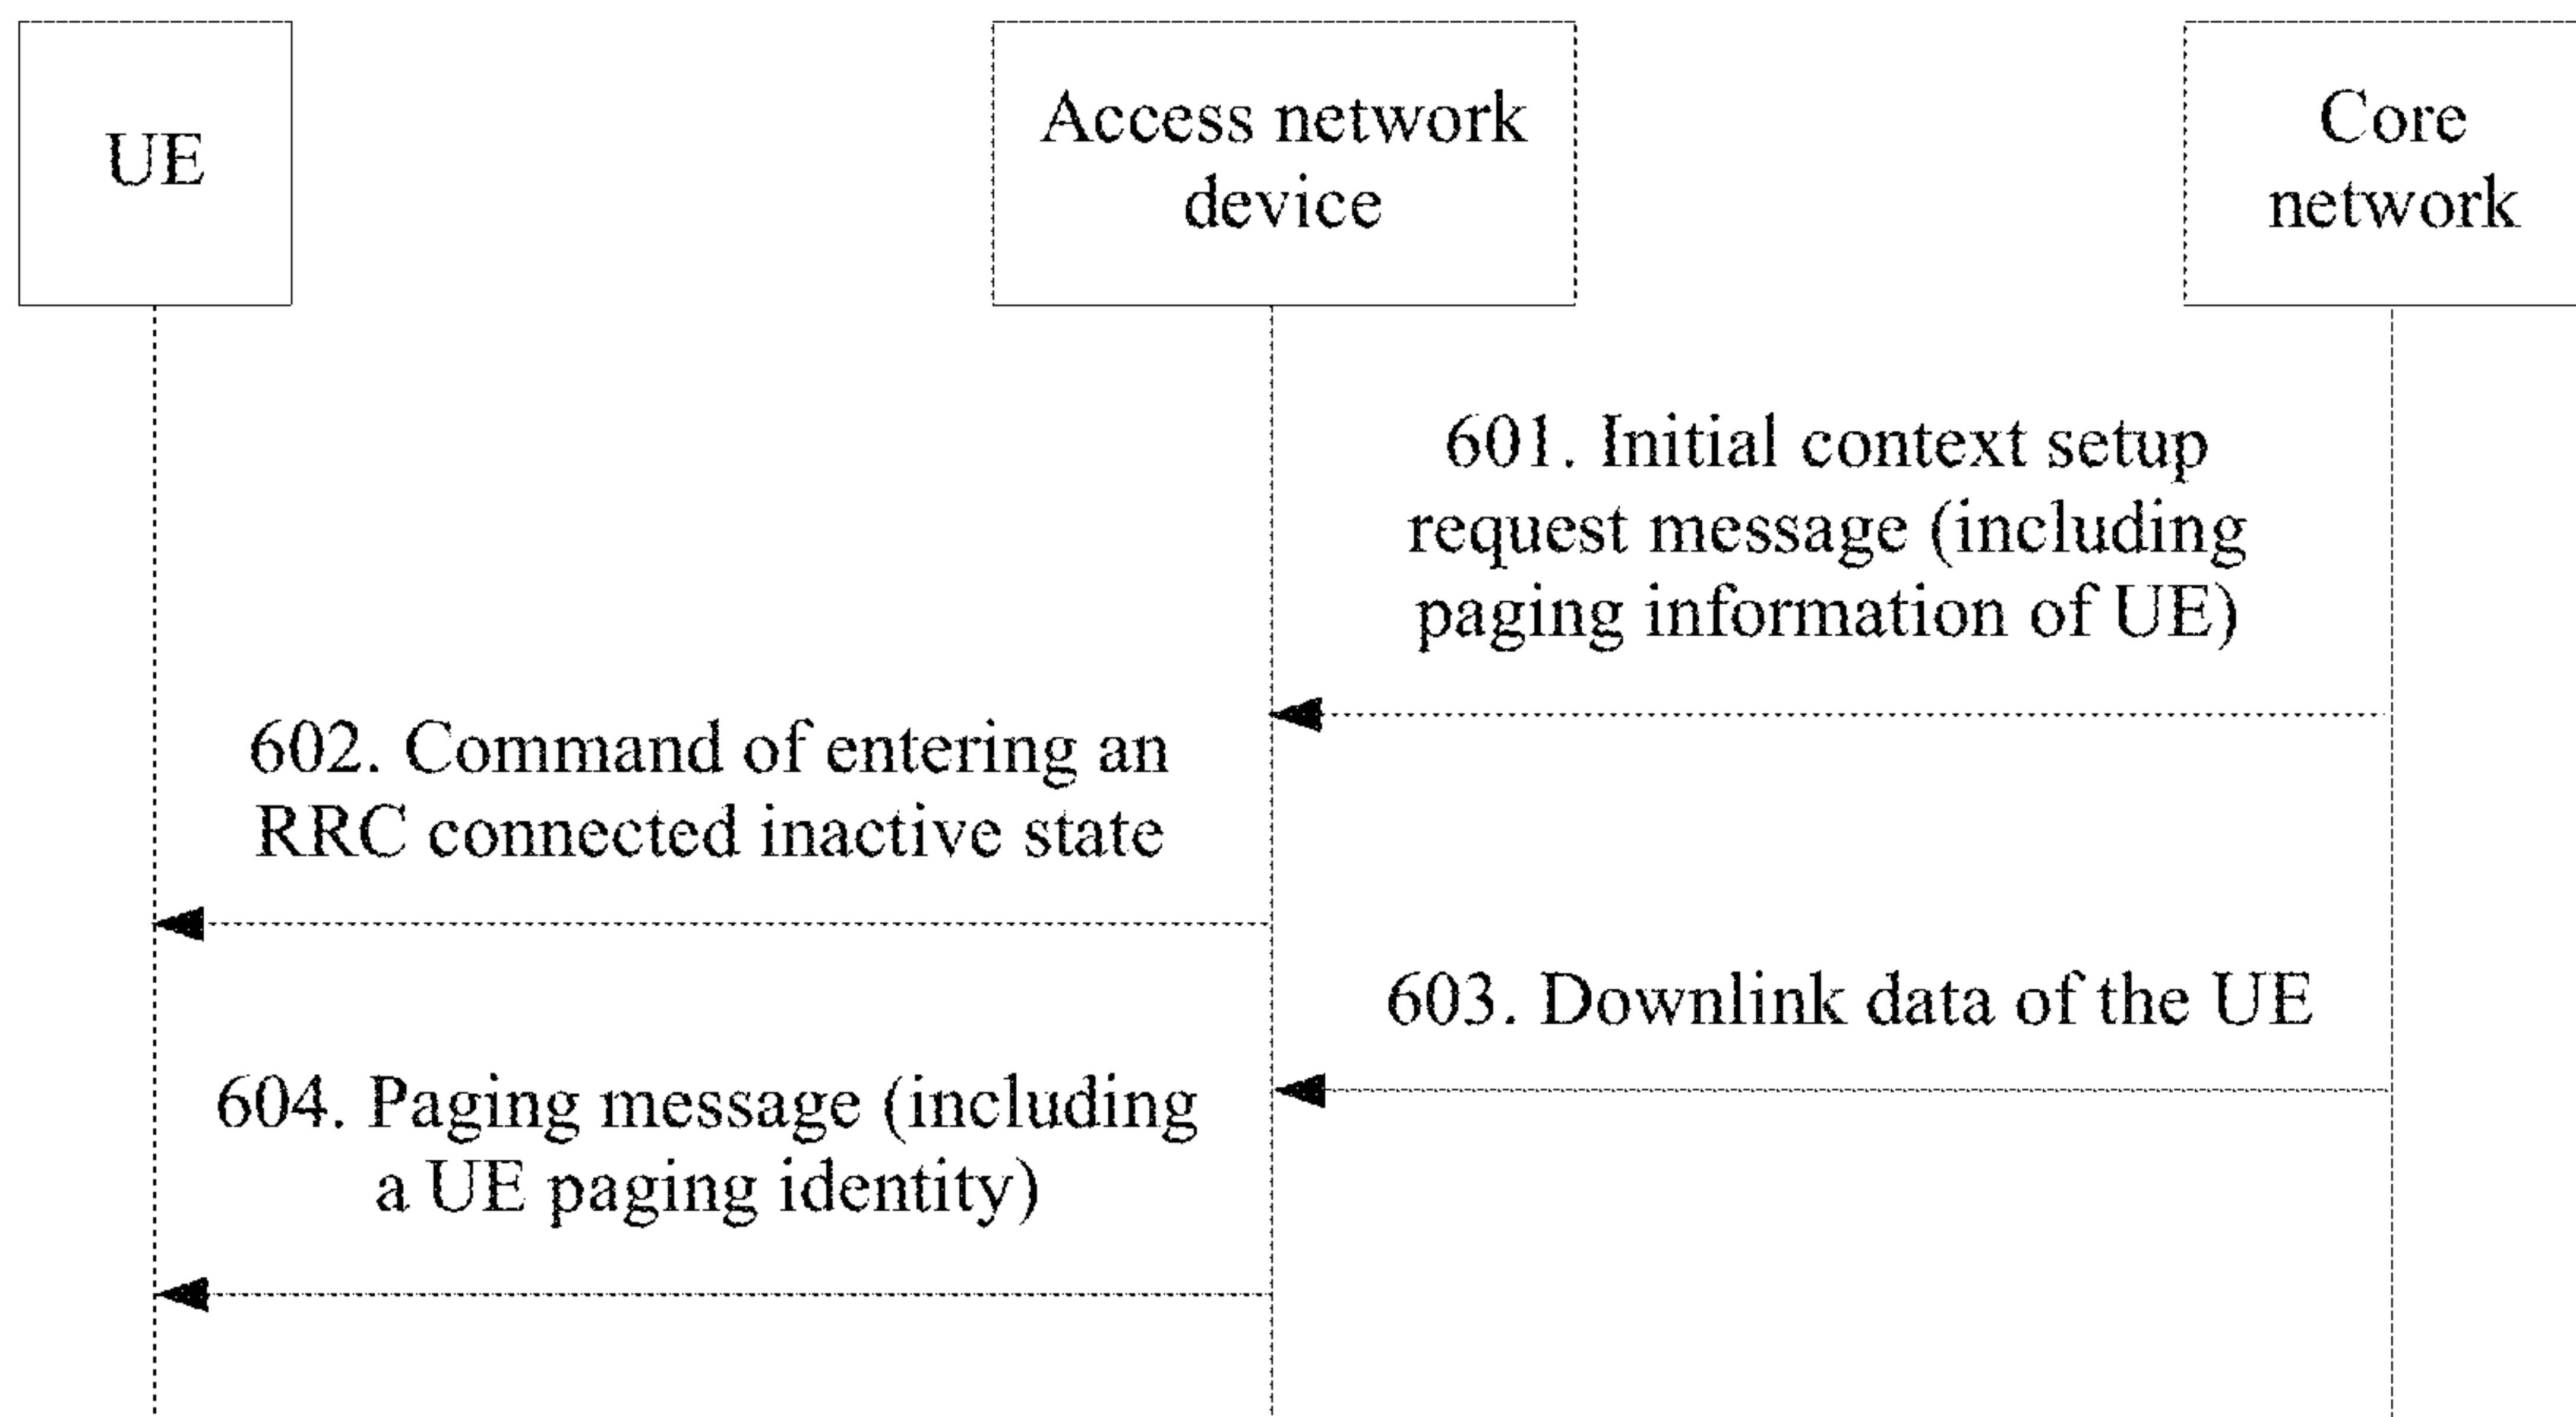 UE
Access network
device
Core
network
601. Initial context setup
request message (including
paging information of UE)
602. Command of entering an
RRC connected inactive state
603. Downlink data of the UE
604. Paging message (including
a UE paging identity)